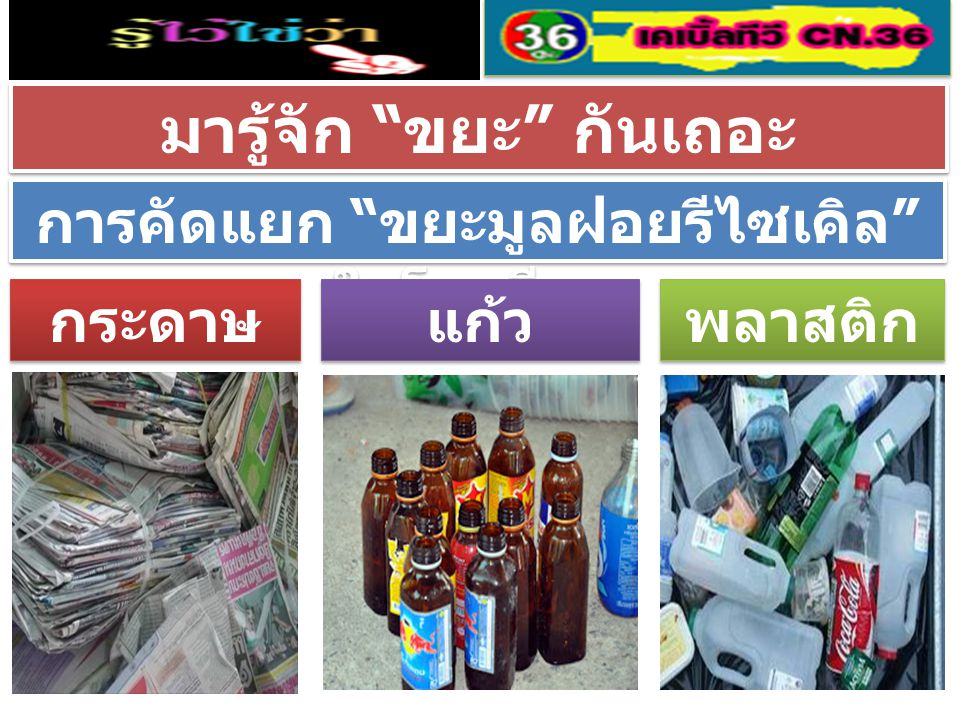 รู้ไว้ใช่ว่า
36 เคเบิ้ลทีวี CN.36
มารู้จัก “ขยะ” กันเถอะ
การคัดแยก “ขยะมูลฝอยรีไซเคิล”
กระดาษ
แก้ว
พลาสติก
Coca-Cola